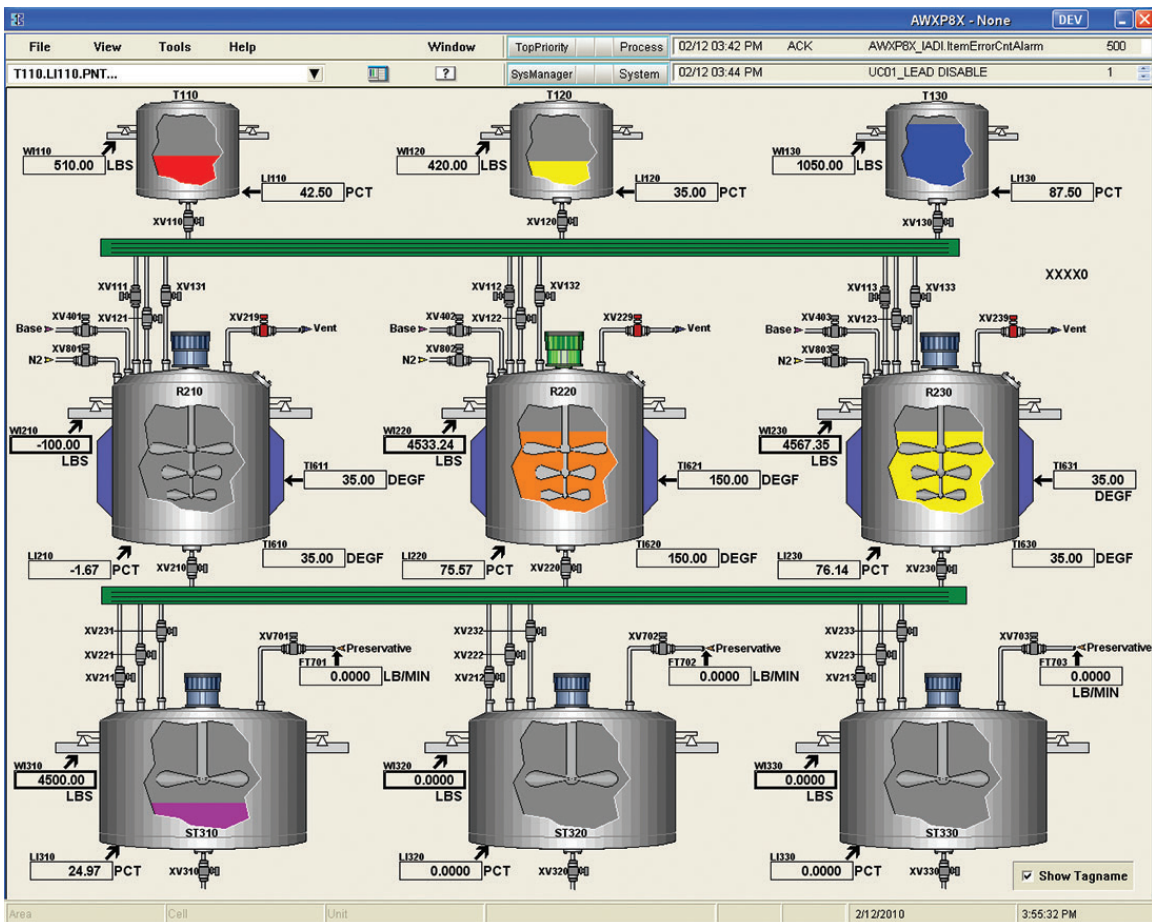 AWXP8X - None DEV
File View Tools Help Window TopPriority Process 02/12 03:42 PM ACK AWXP8X_IADI.ItemErrorCntAlarm 500
T110.LI110.PNT... ? SysManager System 02/12 03:44 PM UC01_LEAD DISABLE 1
T110 T120 T130
WI110 WI120 WI130
510.00 LBS 420.00 LBS 1050.00 LBS
LI110 LI120 LI130
42.50 PCT 35.00 PCT 87.50 PCT
XV110 XV120 XV130
XXXX0
XV111 XV131 XV112 XV132 XV113 XV133
XV401 XV121 XV219 XV402 XV122 XV229 XV403 XV123 XV239
Base Vent Base Vent Base Vent
XV801 XV802 XV803
N2 N2 N2
R210 R220 R230
WI210 WI220 WI230
-100.00 4533.24 4567.35
LBS LBS LBS
TI611 TI621 TI631
35.00 DEGF 150.00 DEGF 35.00
DEGF
LI210 TI610 LI220 TI620 LI230 TI630
-1.67 PCT XV210 35.00 DEGF 75.57 PCT XV220 150.00 DEGF 76.14 PCT XV230 35.00 DEGF
XV231 XV232 XV233
XV701 XV702 XV703
XV221 Preservative XV222 Preservative XV223 Preservative
XV211 FT701 XV212 FT702 XV213 FT703
0.0000 LB/MIN 0.0000 LB/MIN 0.0000
LB/MIN
WI310 WI320 WI330
4500.00 0.0000 0.0000
LBS LBS LBS
ST310 ST320 ST330
LI310 LI320 LI330
24.97 PCT XV310 0.0000 PCT XV320 0.0000 PCT XV330
Show Tagname
Area Cell Unit 2/12/2010 3:55:32 PM